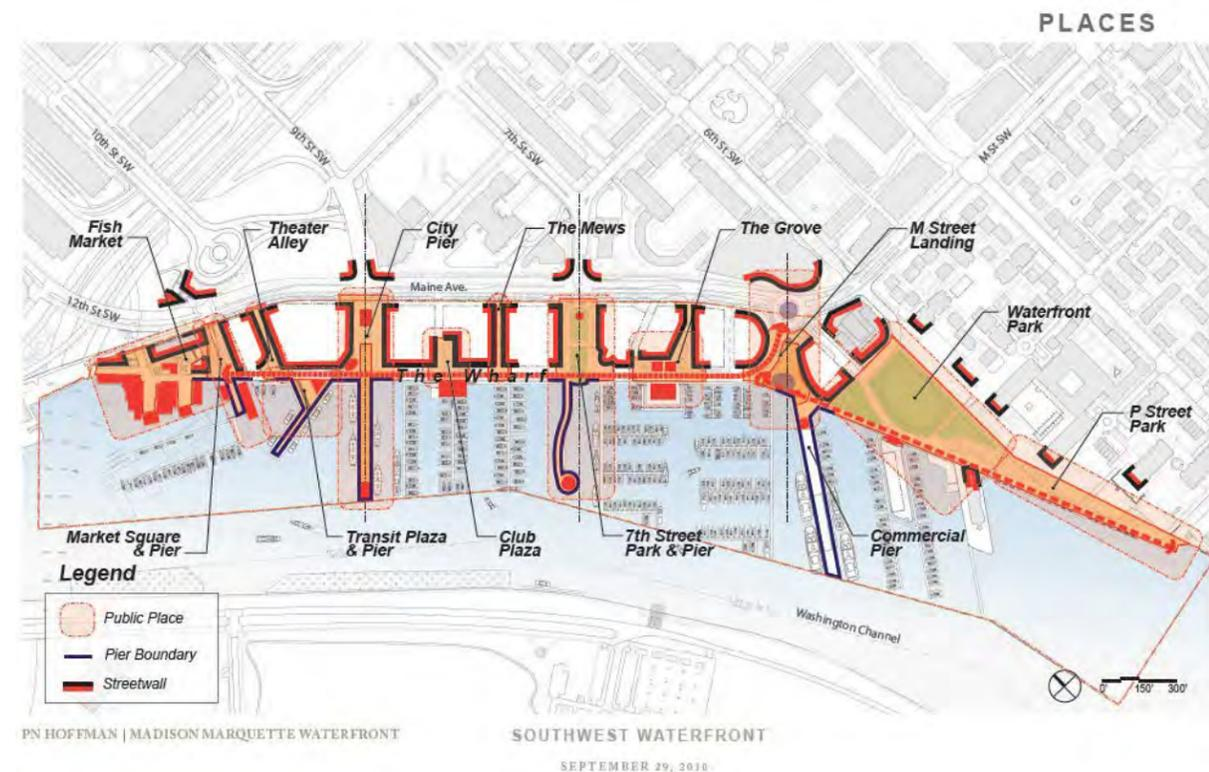 PLACES
10th St SW
9th St SW
7th St SW
6th St SW
M St SW
Fish
Market
Theater
Alley
City
Pier
The Mews
The Grove
M Street
Landing
Maine Ave.
12th St SW
Waterfront
Park
The Wharf
P Street
Park
Market Square
& Pier
Transit Plaza
& Pier
Club
Plaza
7th Street
Park & Pier
Commercial
Pier
Legend
Public Place
Pier Boundary
Streetwall
Washington Channel
0' 150' 300'
PN HOFFMAN | MADISON MARQUETTE WATERFRONT
SOUTHWEST WATERFRONT
SEPTEMBER 29, 2010